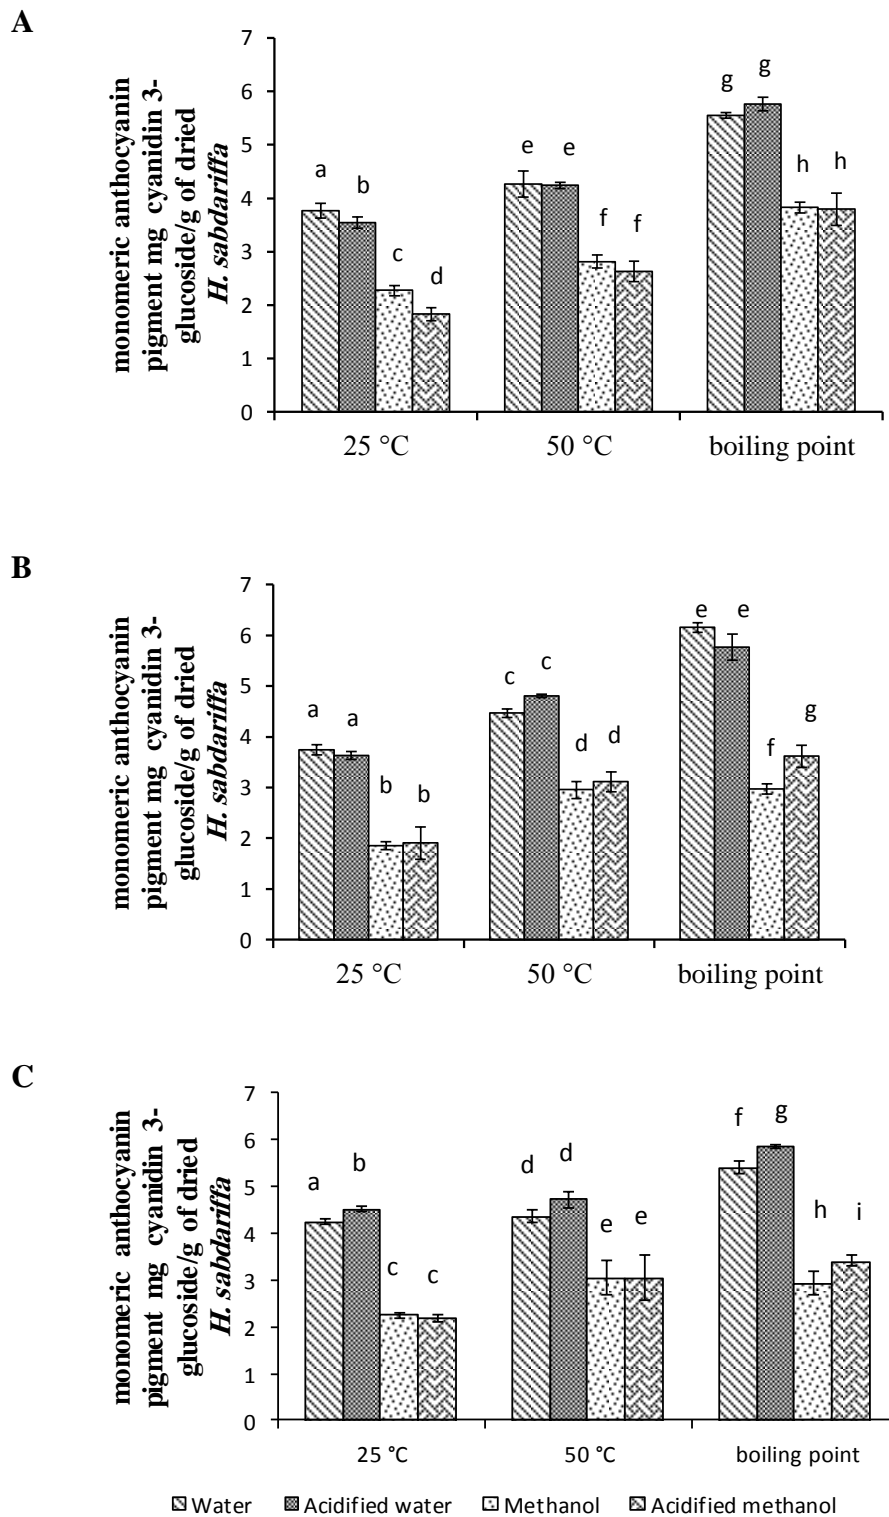 A
monomeric anthocyanin
pigment mg cyanidin 3-
glucoside/g of dried
H. sabdariffa
7
6
5
4
3
2
1
0
a
b
c
d
e
e
f
f
g
g
h
h
25 °C
50 °C
boiling point
B
monomeric anthocyanin
pigment mg cyanidin 3-
glucoside/g of dried
H. sabdariffa
7
6
5
4
3
2
1
0
a
a
b
b
c
c
d
d
e
e
f
g
25 °C
50 °C
boiling point
C
monomeric anthocyanin
pigment mg cyanidin 3-
glucoside/g of dried
H. sabdariffa
7
6
5
4
3
2
1
0
a
b
c
c
d
d
e
e
f
g
h
i
25 °C
50 °C
boiling point
Water
Acidified water
Methanol
Acidified methanol